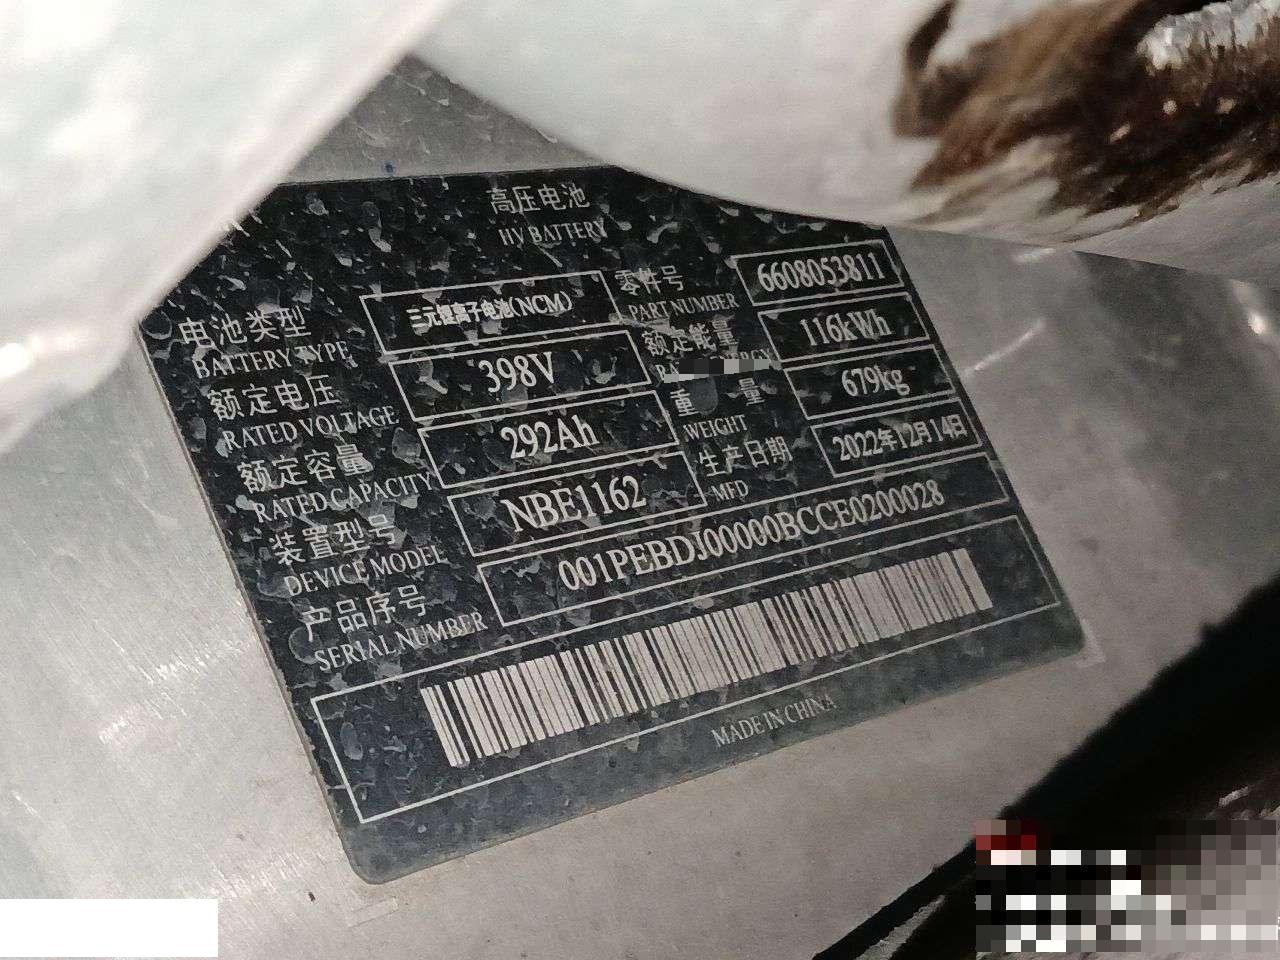 高压电池
HV BATTERY
电池类型 三元锂离子电池(NCM) 零件号 6608053811
BATTERY TYPE PART NUMBER
额定电压 398V 额定能量 116kWh
RATED VOLTAGE
额定容量 292Ah 重 量 679kg
RATED CAPACITY WEIGHT
装置型号 NBE1162 生产日期 2022年12月14日
DEVICE MODEL MFD
产品序号 001PEBDJ00000BCCE0200028
SERIAL NUMBER
MADE IN CHINA